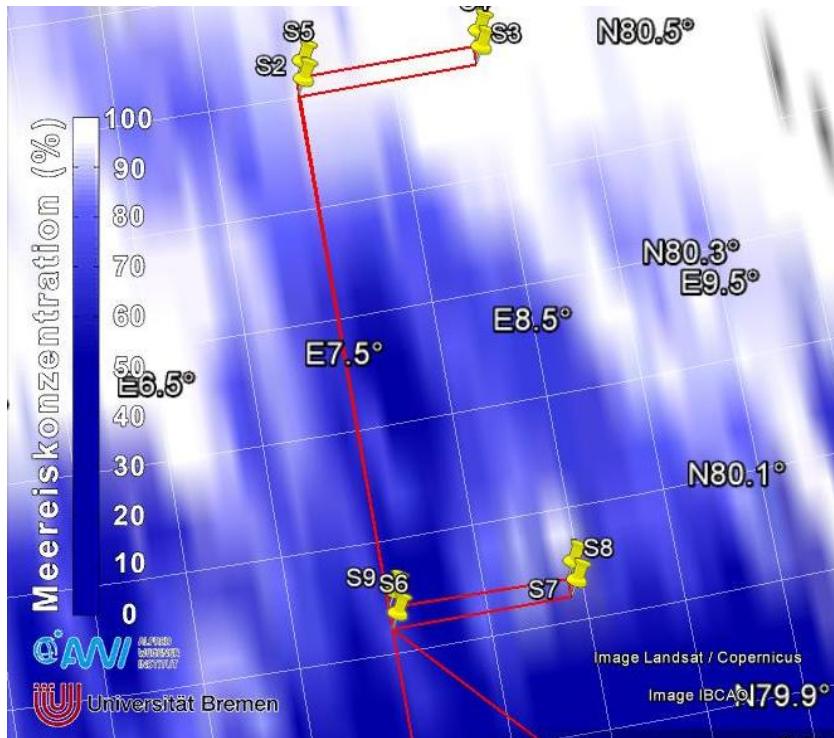 S5
S2
S3
N80.5°
Meereiskonzentration (%)
100
90
80
70
60
50
40
30
20
10
0
N80.3°
E9.5°
E8.5°
E7.5°
E6.5°
N80.1°
S9
S6
S8
S7
AWI
ALFRED
WEGENER
INSTITUT
Universität Bremen
Image Landsat / Copernicus
Image IBCAO
N79.9°